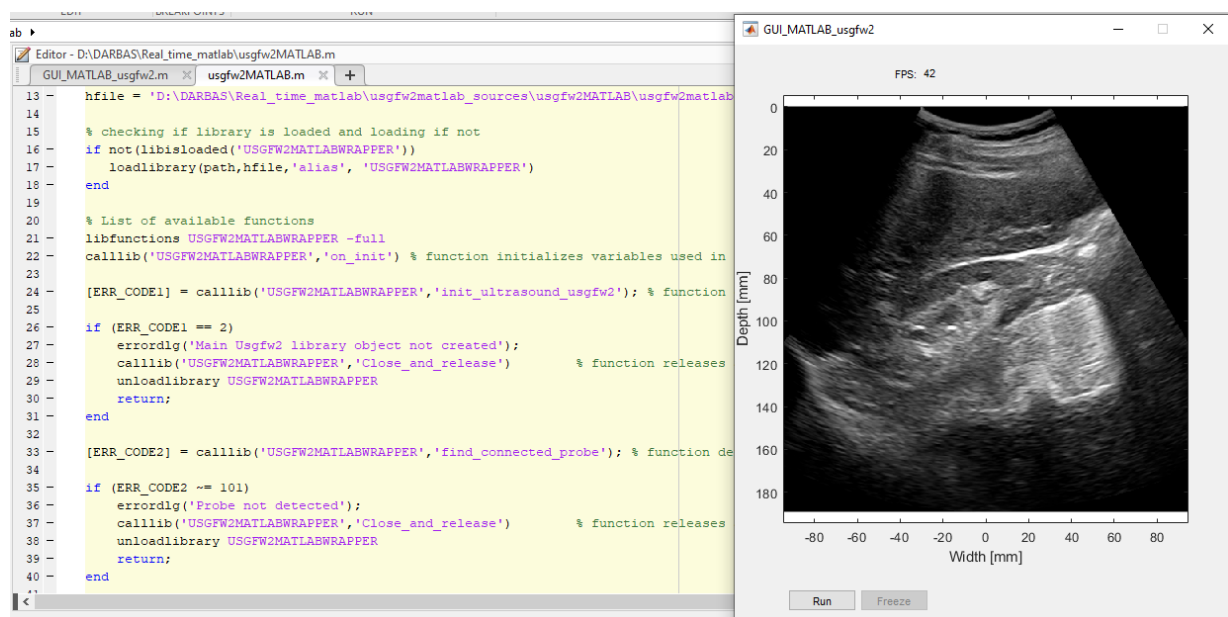 EDIT BREAKPOINTS RUN
ab
Editor - D:\DARBAS\Real_time_matlab\usgfw2MATLAB.m
GUI_MATLAB_usgfw2.m usgfw2MATLAB.m +
13 - hfile = 'D:\DARBAS\Real_time_matlab\usgfw2matlab_sources\usgfw2MATLAB\usgfw2matlab
14
15 % checking if library is loaded and loading if not
16 - if not(libisloaded('USGFW2MATLABWRAPPER'))
17 - loadlibrary(path,hfile,'alias', 'USGFW2MATLABWRAPPER')
18 - end
19
20 % List of available functions
21 - libfunctions USGFW2MATLABWRAPPER -full
22 - calllib('USGFW2MATLABWRAPPER','on_init') % function initializes variables used in
23
24 - [ERR_CODE1] = calllib('USGFW2MATLABWRAPPER','init_ultrasound_usgfw2'); % function
25
26 - if (ERR_CODE1 == 2)
27 - errordlg('Main Usgfw2 library object not created');
28 - calllib('USGFW2MATLABWRAPPER','Close_and_release') % function releases
29 - unloadlibrary USGFW2MATLABWRAPPER
30 - return;
31 - end
32
33 - [ERR_CODE2] = calllib('USGFW2MATLABWRAPPER','find_connected_probe'); % function de
34
35 - if (ERR_CODE2 ~= 101)
36 - errordlg('Probe not detected');
37 - calllib('USGFW2MATLABWRAPPER','Close_and_release') % function releases
38 - unloadlibrary USGFW2MATLABWRAPPER
39 - return;
40 - end
GUI_MATLAB_usgfw2
FPS: 42
0
20
40
60
80
100
120
140
160
180
Depth [mm]
-80 -60 -40 -20 0 20 40 60 80
Width [mm]
Run Freeze